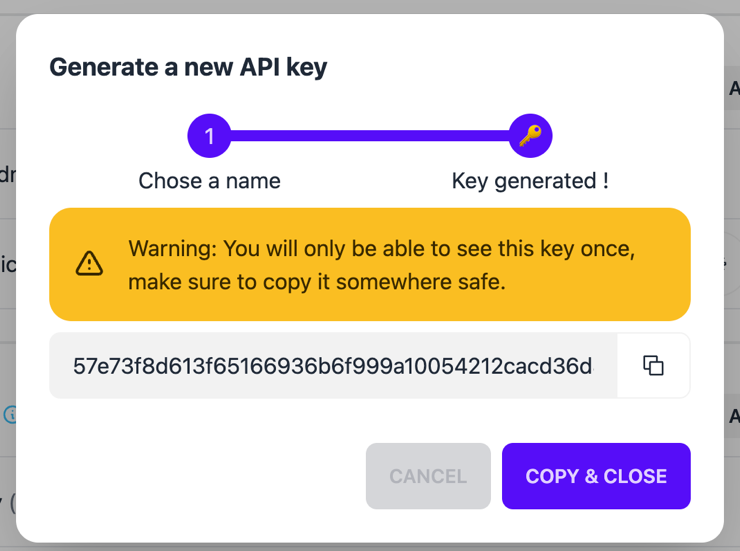 Generate a new API key
1
Chose a name
Key generated !
Warning: You will only be able to see this key once,
make sure to copy it somewhere safe.
57e73f8d613f65166936b6f999a10054212cacd36d
CANCEL
COPY & CLOSE